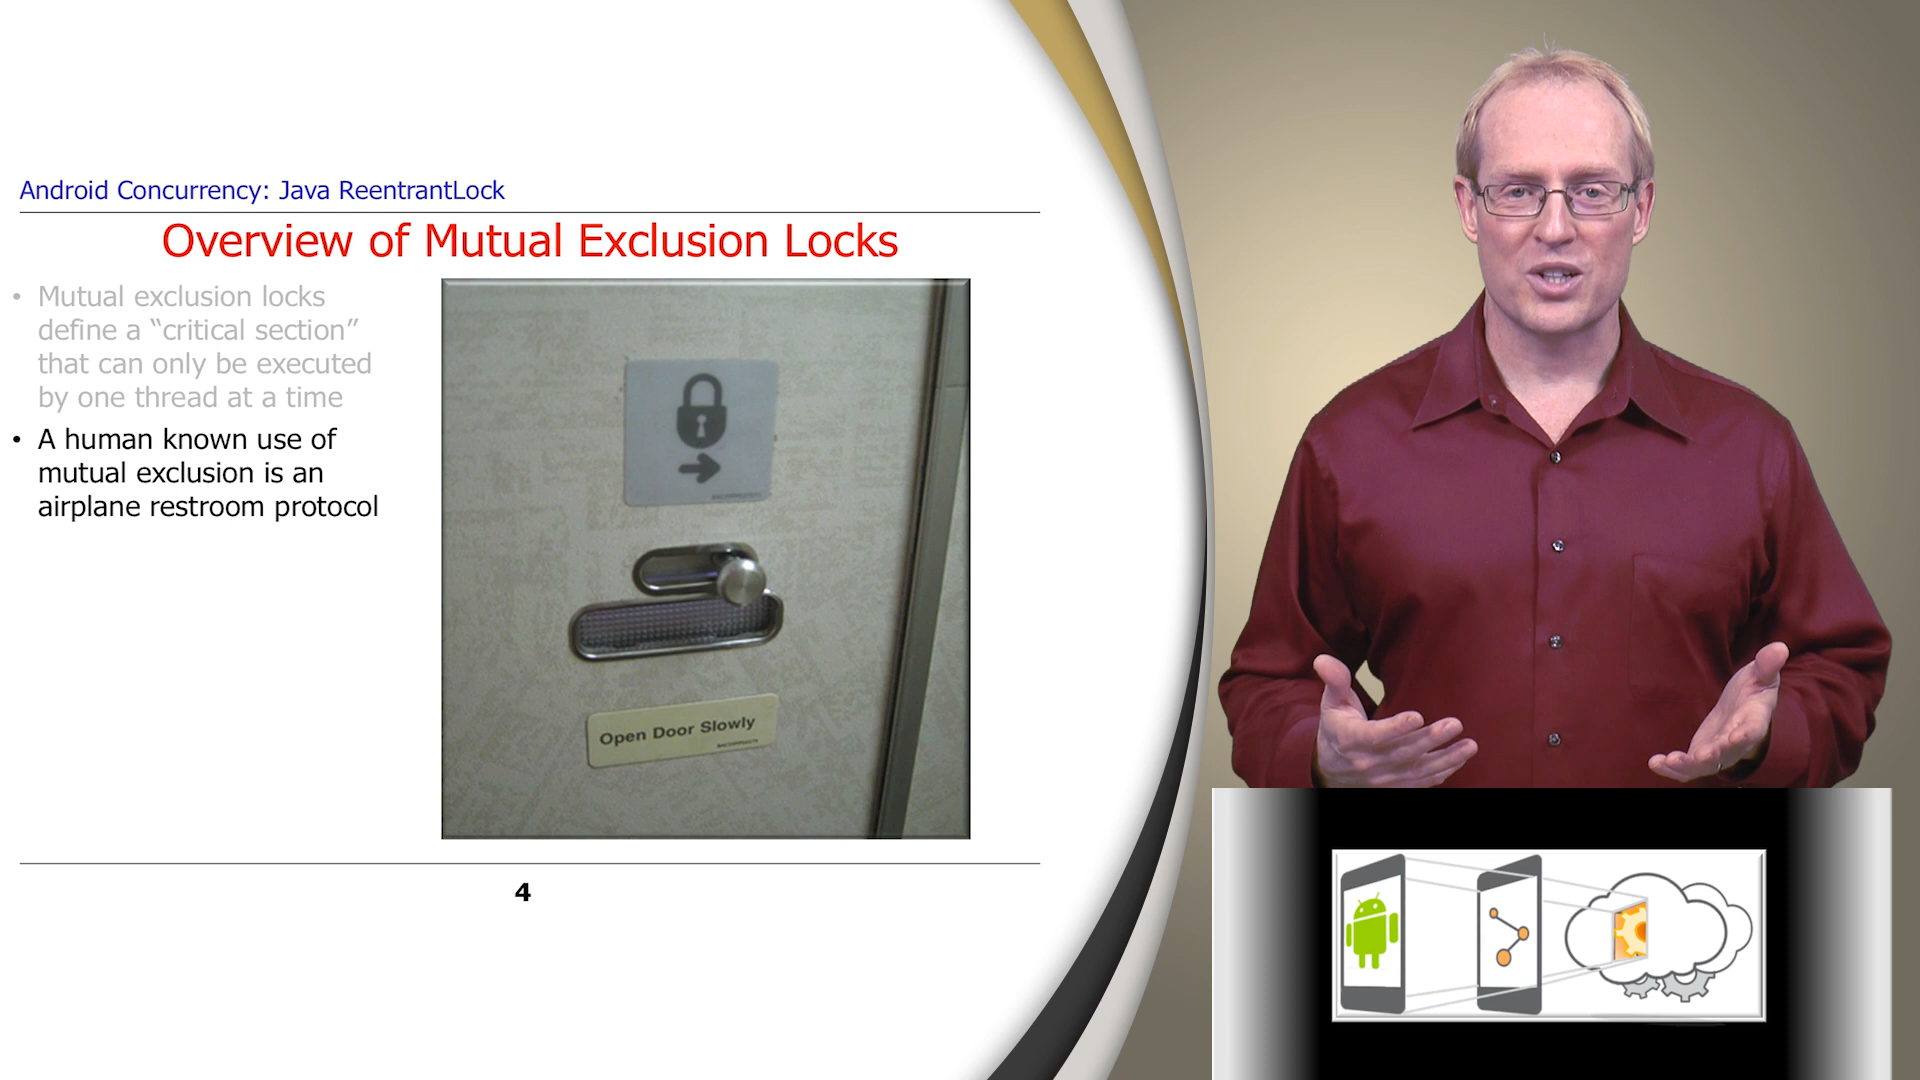 Android Concurrency: Java ReentrantLock
Overview of Mutual Exclusion Locks
• Mutual exclusion locks
define a “critical section”
that can only be executed
by one thread at a time
• A human known use of
mutual exclusion is an
airplane restroom protocol
Open Door Slowly
4